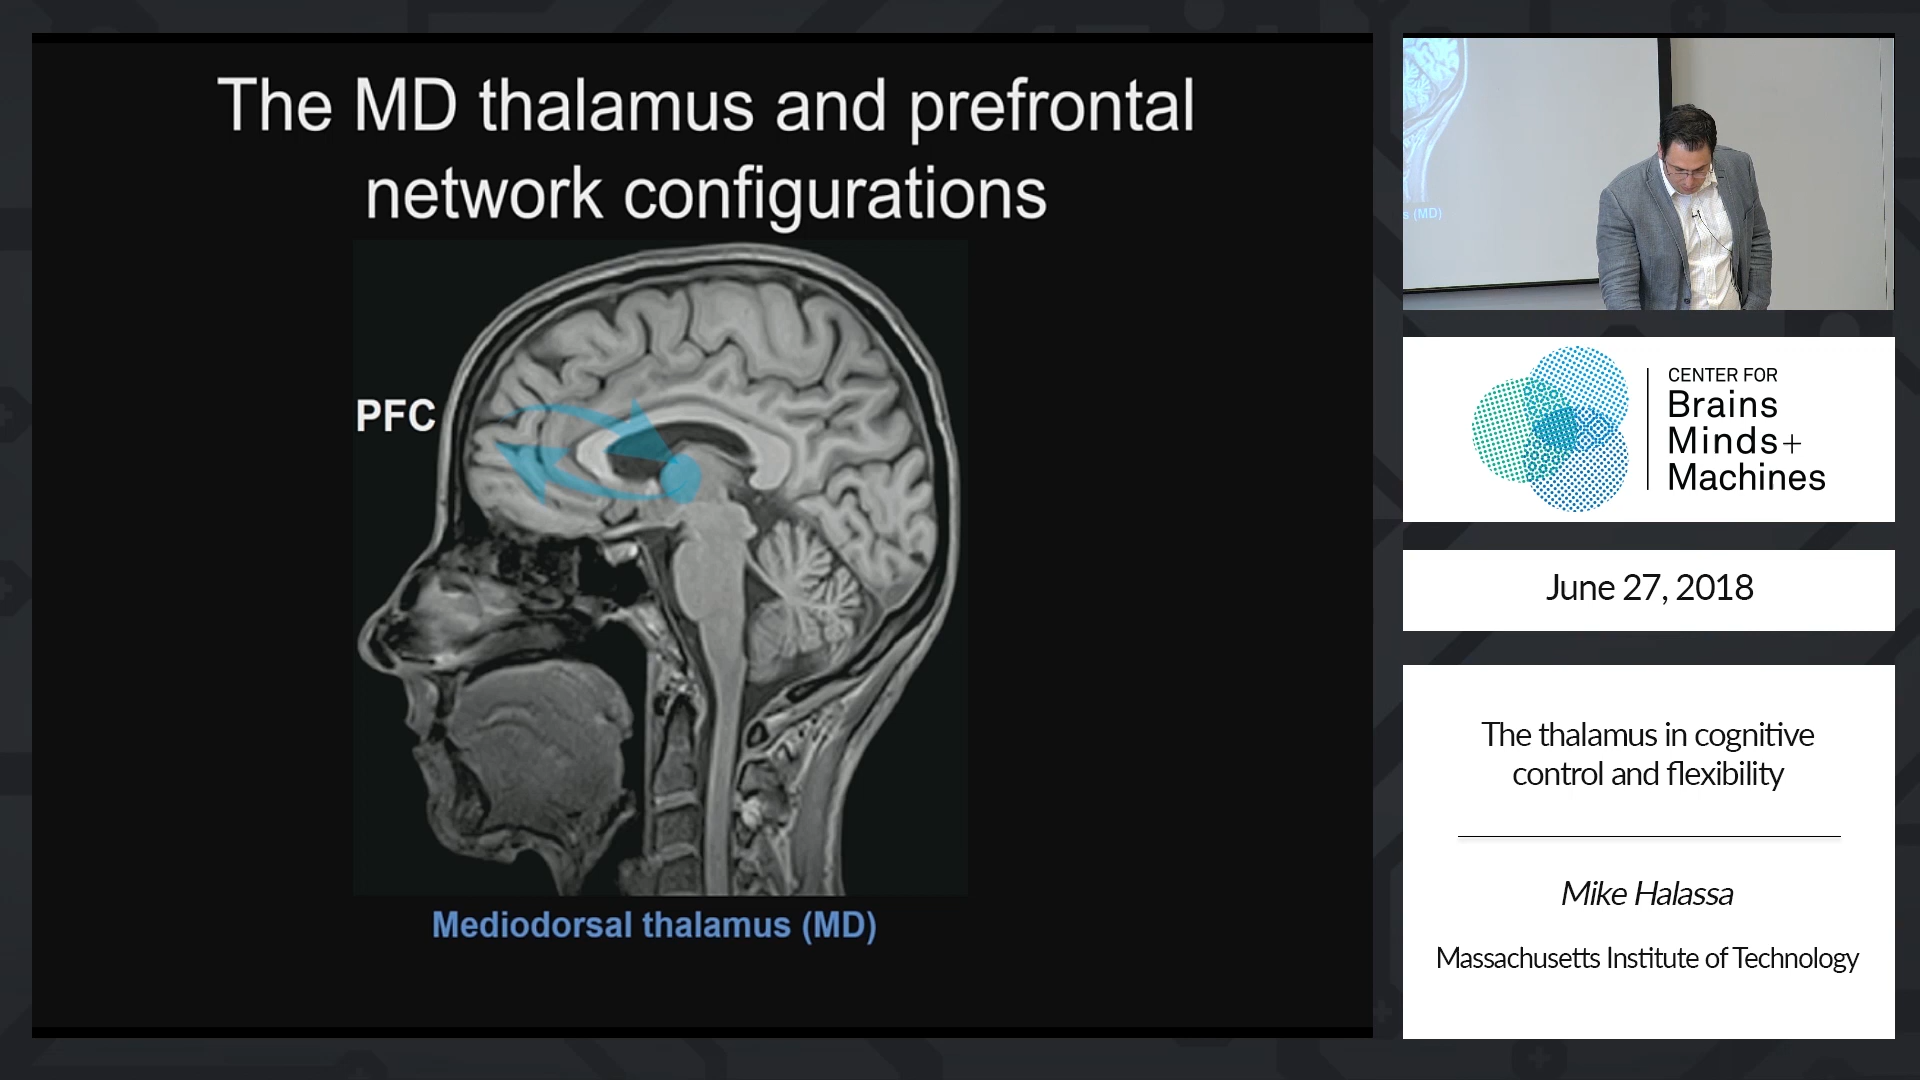 The MD thalamus and prefrontal
network configurations
PFC
Mediodorsal thalamus (MD)
s (MD)
CENTER FOR
Brains
Minds+
Machines
June 27, 2018
The thalamus in cognitive
control and flexibility
Mike Halassa
Massachusetts Institute of Technology